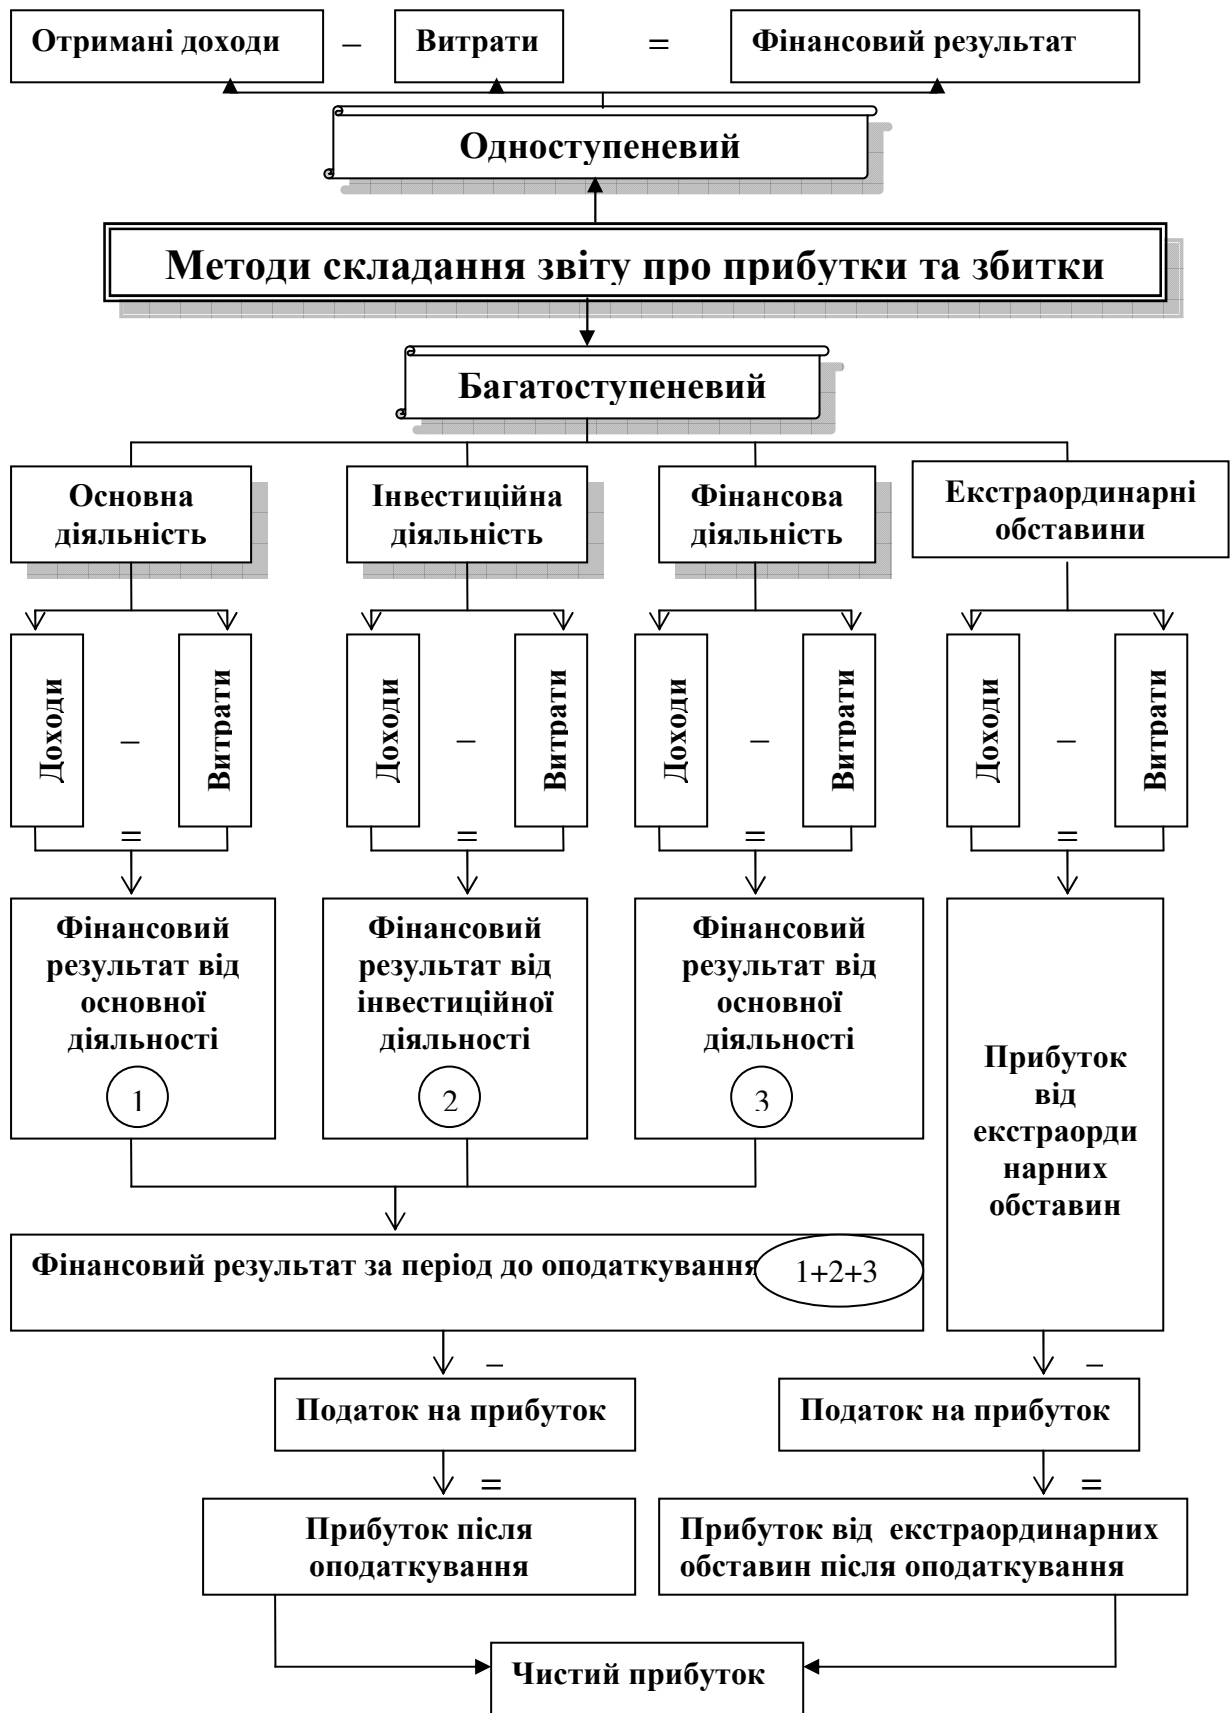 Отримані доходи – Витрати = Фінансовий результат
Одноступеневий
Методи складання звіту про прибутки та збитки
Багатоступеневий
Основна
діяльність
Інвестиційна
діяльність
Фінансова
діяльність
Екстраординарні
обставини
Доходи – Витрати
=
Доходи – Витрати
=
Доходи – Витрати
=
Доходи – Витрати
=
Фінансовий
результат від
основної
діяльності
1
Фінансовий
результат від
інвестиційної
діяльності
2
Фінансовий
результат від
основної
діяльності
3
Прибуток
від
екстраорди
нарних
обставин
Фінансовий результат за період до оподаткування 1+2+3
–
–
Податок на прибуток
Податок на прибуток
=
=
Прибуток після
оподаткування
Прибуток від екстраординарних
обставин після оподаткування
Чистий прибуток